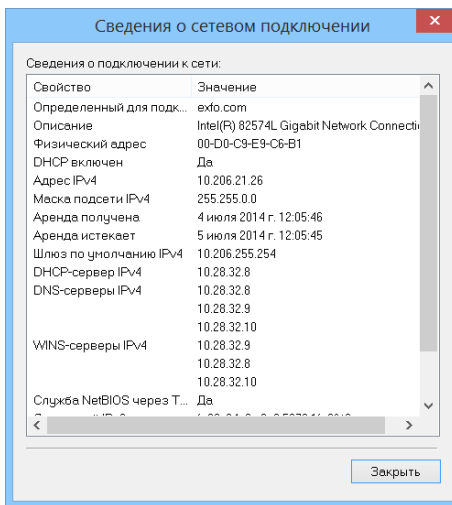 Сведения о сетевом подключении
Сведения о подключении к сети:
Свойство Значение
Определенный для подк... exfo.com
Описание Intel(R) 82574L Gigabit Network Connecti
Физический адрес 00-D0-C9-E9-C6-B1
DHCP включен Да
Адрес IPv4 10.206.21.26
Маска подсети IPv4 255.255.0.0
Аренда получена 4 июля 2014 г. 12:05:46
Аренда истекает 5 июля 2014 г. 12:05:45
Шлюз по умолчанию IPv4 10.206.255.254
DHCP-сервер IPv4 10.28.32.8
DNS-серверы IPv4 10.28.32.8
10.28.32.9
10.28.32.10
WINS-серверы IPv4 10.28.32.9
10.28.32.8
10.28.32.10
Служба NetBIOS через T... Да
Закрыть